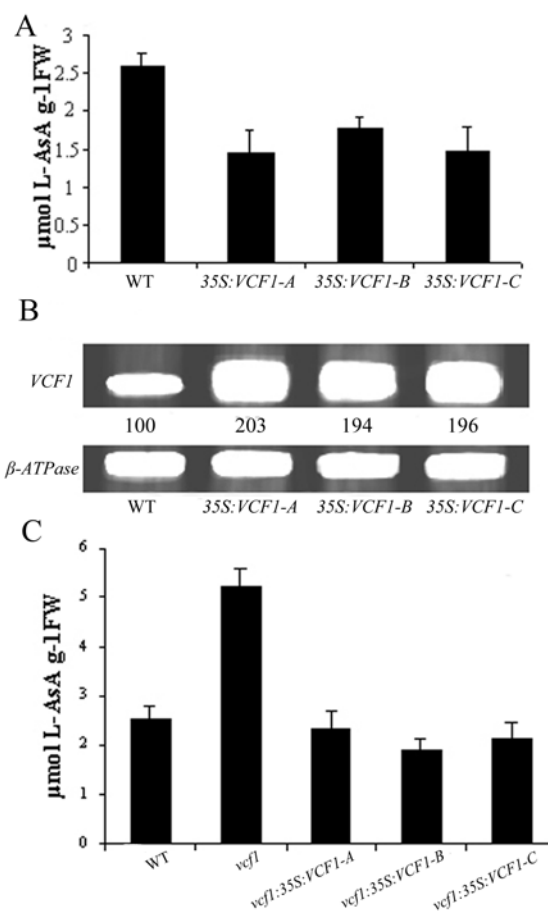 A
µmol L-AsA g-1FW
3
2.5
2
1.5
1
0.5
0
WT
35S:VCF1-A
35S:VCF1-B
35S:VCF1-C
B
VCF1
100 203 194 196
β-ATPase
WT
35S:VCF1-A
35S:VCF1-B
35S:VCF1-C
C
µmol L-AsA g-1FW
6
5
4
3
2
1
0
WT
vcf1
vcf1:35S:VCF1-A
vcf1:35S:VCF1-B
vcf1:35S:VCF1-C